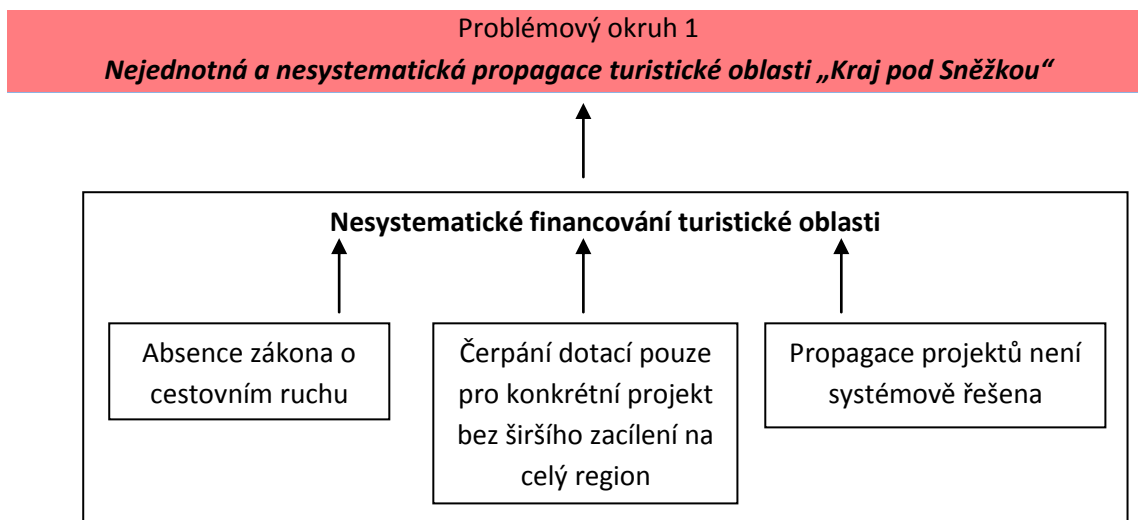 Problémový okruh 1
Nejednotná a nesystematická propagace turistické oblasti „Kraj pod Sněžkou“
Nesystematické financování turistické oblasti
Absence zákona o
cestovním ruchu
Čerpání dotací pouze
pro konkrétní projekt
bez širšího zacílení na
celý region
Propagace projektů není
systémově řešena